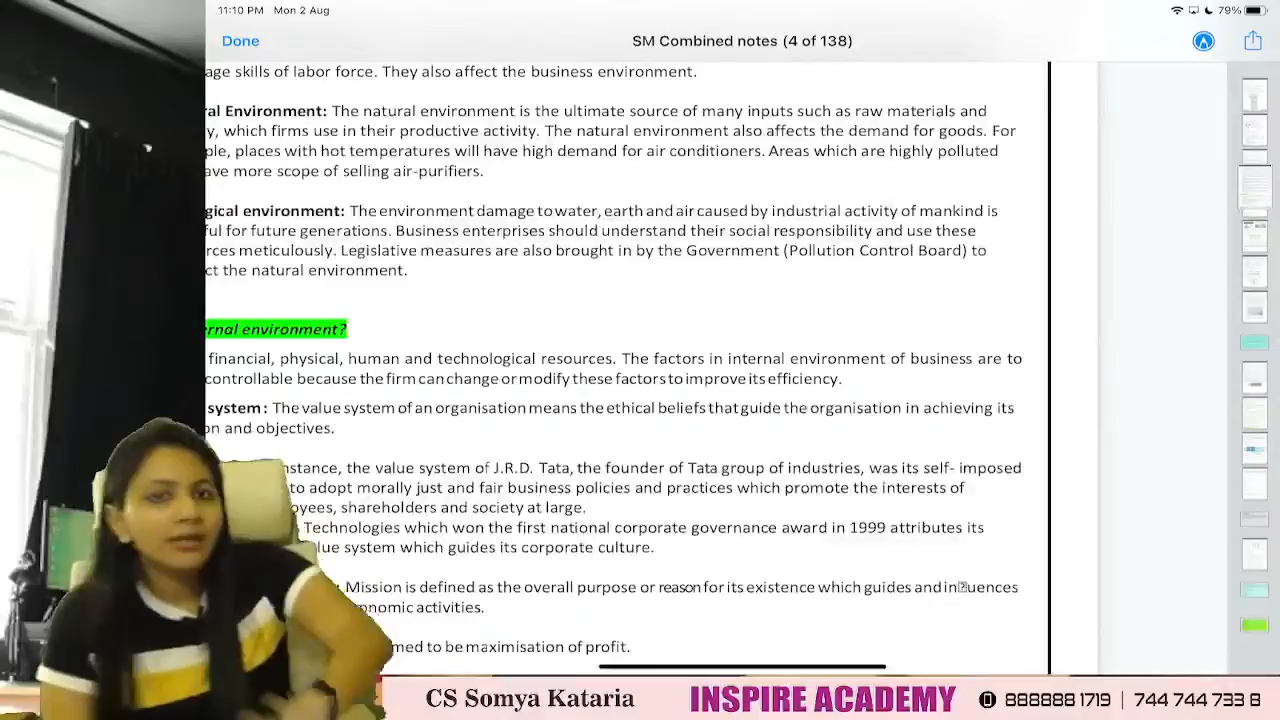 11:10 PM Mon 2 Aug
79%
Done
SM Combined notes (4 of 138)
age skills of labor force. They also affect the business environment.
ral Environment: The natural environment is the ultimate source of many inputs such as raw materials and
y, which firms use in their productive activity. The natural environment also affects the demand for goods. For
ple, places with hot temperatures will have high demand for air conditioners. Areas which are highly polluted
ave more scope of selling air-purifiers.
gical environment: The environment damage to water, earth and air caused by industrial activity of mankind is
ful for future generations. Business enterprises should understand their social responsibility and use these
rces meticulously. Legislative measures are also brought in by the Government (Pollution Control Board) to
ct the natural environment.
ernal environment?
financial, physical, human and technological resources. The factors in internal environment of business are to
controllable because the firm can change or modify these factors to improve its efficiency.
system : The value system of an organisation means the ethical beliefs that guide the organisation in achieving its
on and objectives.
nstance, the value system of J.R.D. Tata, the founder of Tata group of industries, was its self- imposed
to adopt morally just and fair business policies and practices which promote the interests of
oyees, shareholders and society at large.
Technologies which won the first national corporate governance award in 1999 attributes its
lue system which guides its corporate culture.
Mission is defined as the overall purpose or reason for its existence which guides and in uences
onomic activities.
med to be maximisation of profit.
CS Somya Kataria INSPIRE ACADEMY 888888 1719 | 744 744 733 8